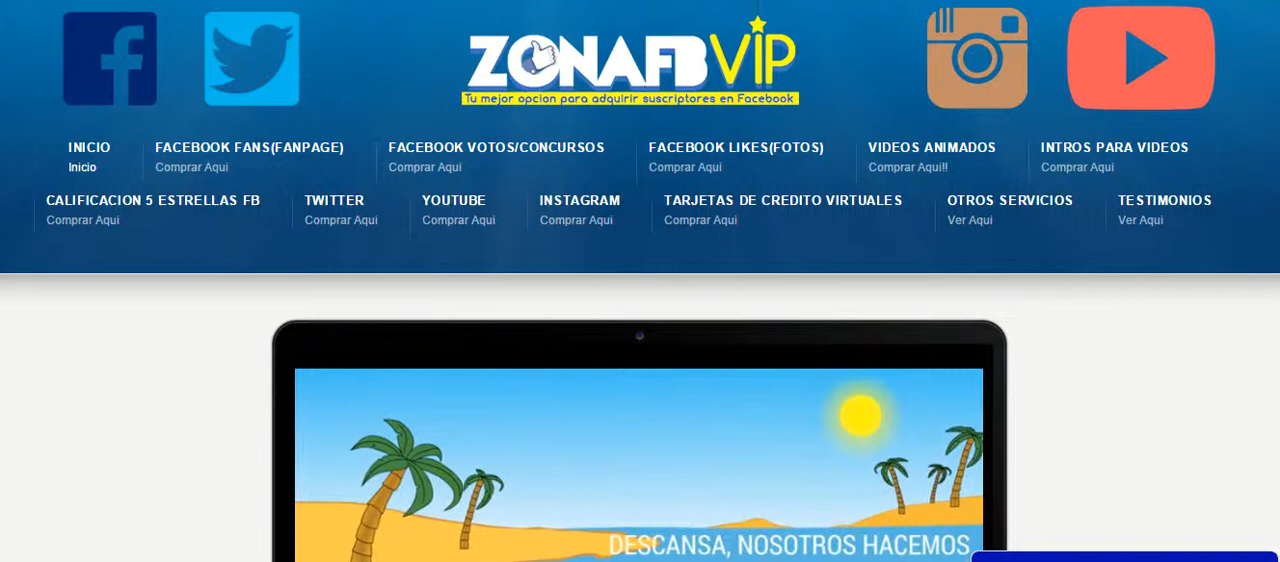 ZONAFBVIP
Tu mejor opcion para adquirir suscriptores en Facebook
INICIO FACEBOOK FANS(FANPAGE) FACEBOOK VOTOS/CONCURSOS FACEBOOK LIKES(FOTOS) VIDEOS ANIMADOS INTROS PARA VIDEOS
Inicio Comprar Aqui Comprar Aqui Comprar Aqui Comprar Aqui!! Comprar Aqui
CALIFICACION 5 ESTRELLAS FB TWITTER YOUTUBE INSTAGRAM TARJETAS DE CREDITO VIRTUALES OTROS SERVICIOS TESTIMONIOS
Comprar Aqui Comprar Aqui Comprar Aqui Comprar Aqui Comprar Aqui Ver Aqui Ver Aqui
DESCANSA, NOSOTROS HACEMOS